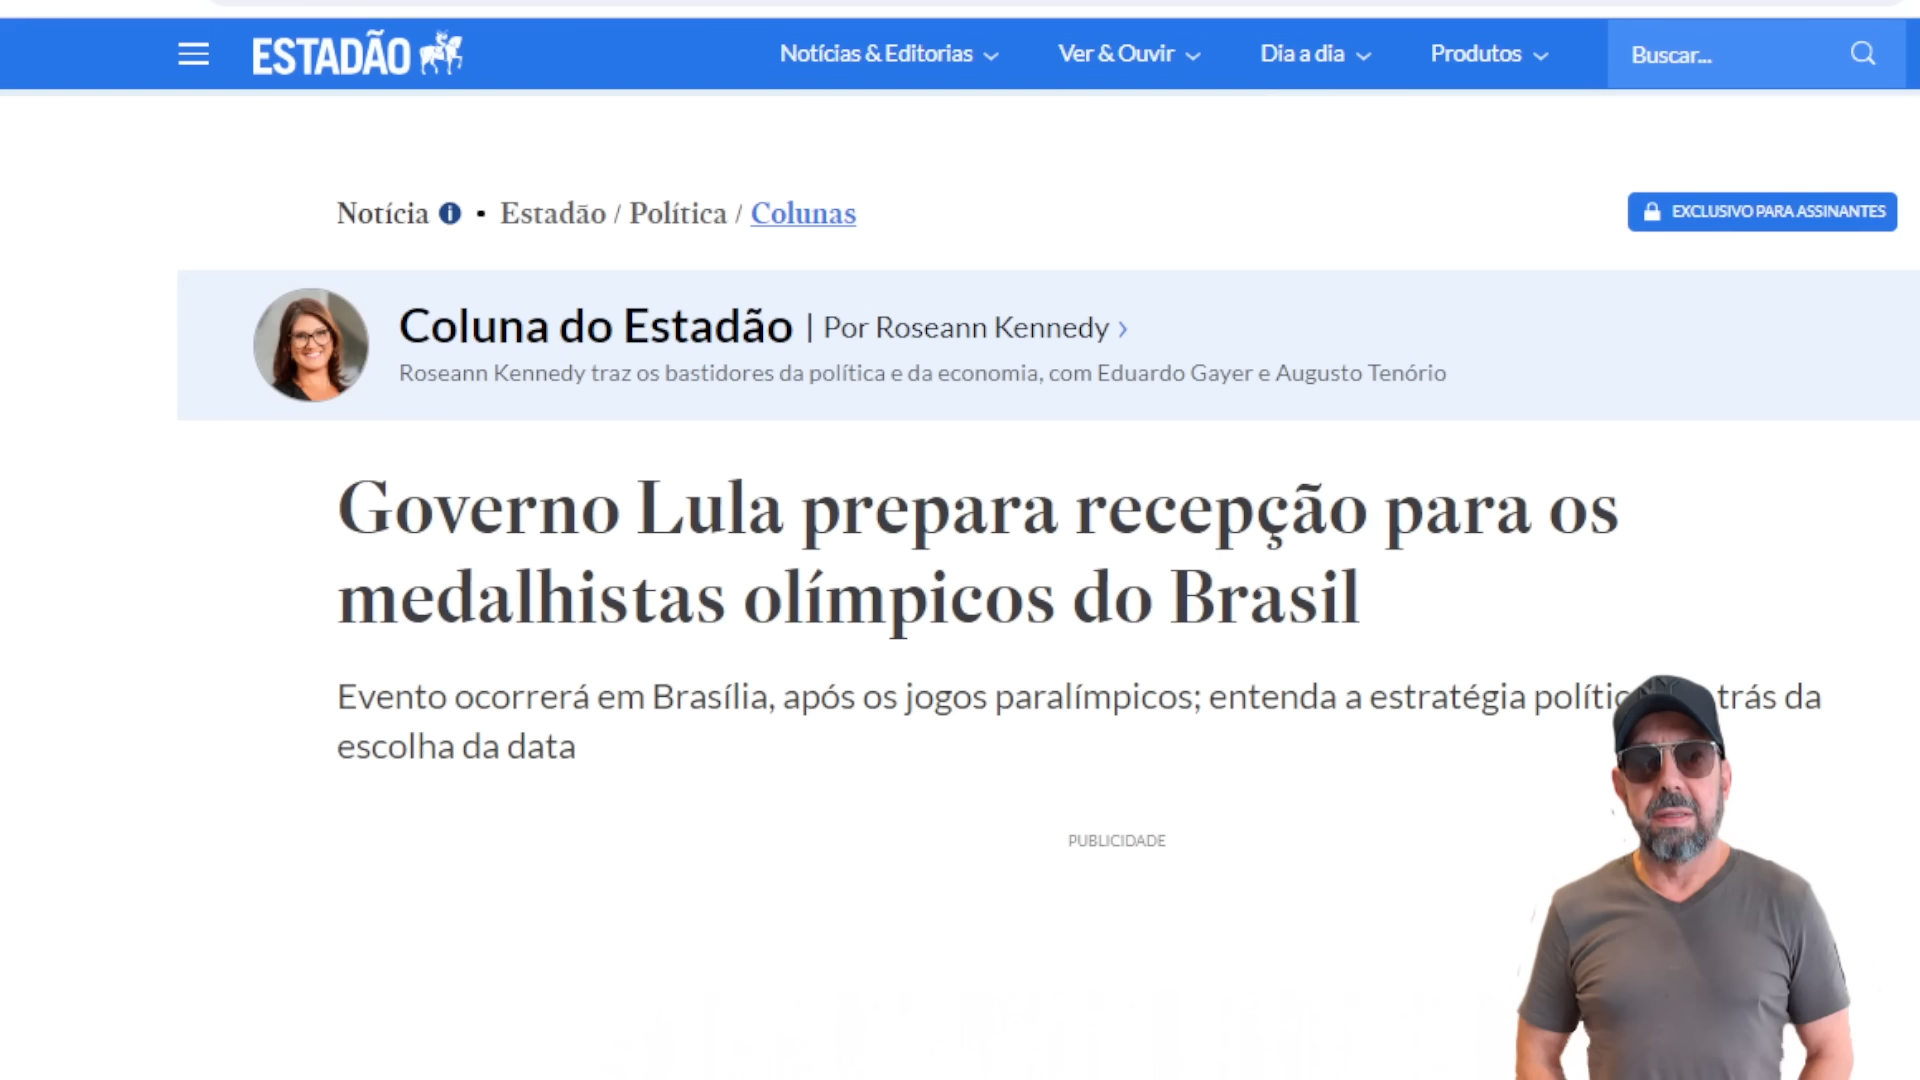 ESTADÃO
Notícias & Editorias
Ver & Ouvir
Dia a dia
Produtos
Buscar...
Notícia • Estadão / Política / Colunas
EXCLUSIVO PARA ASSINANTES
Coluna do Estadão | Por Roseann Kennedy ›
Roseann Kennedy traz os bastidores da política e da economia, com Eduardo Gayer e Augusto Tenório
Governo Lula prepara recepção para os
medalhistas olímpicos do Brasil
Evento ocorrerá em Brasília, após os jogos paralímpicos; entenda a estratégia trás da
escolha da data
PUBLICIDADE
NY